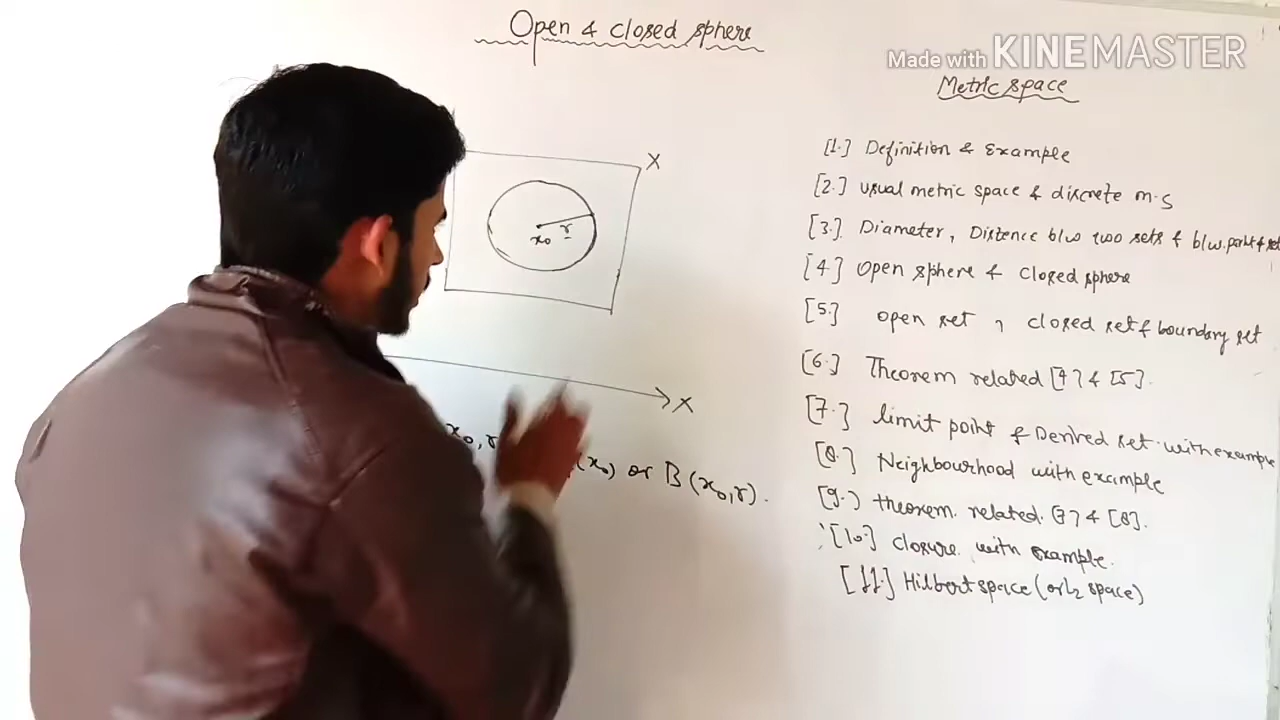 Open & closed sphere
Made with KINEMASTER
Metric space
X
x₀ r
X
x₀, r
(x₀) or B(x₀,r).
[1.] Definition & Example
[2.] usual metric space & discrete m.s
[3.] Diameter, Distence b/w two sets & b/w. point & set
[4.] Open sphere & Closed sphere
[5.] open set, closed set & boundary set
[6.] Theorem related [4] & [5].
[7.] limit point & Derived set. with example
[8.] Neighbourhood with example
[9.) theorem related. (7) & [8].
[10.] closure with example.
[11.] Hilbert space (or l₂ space)